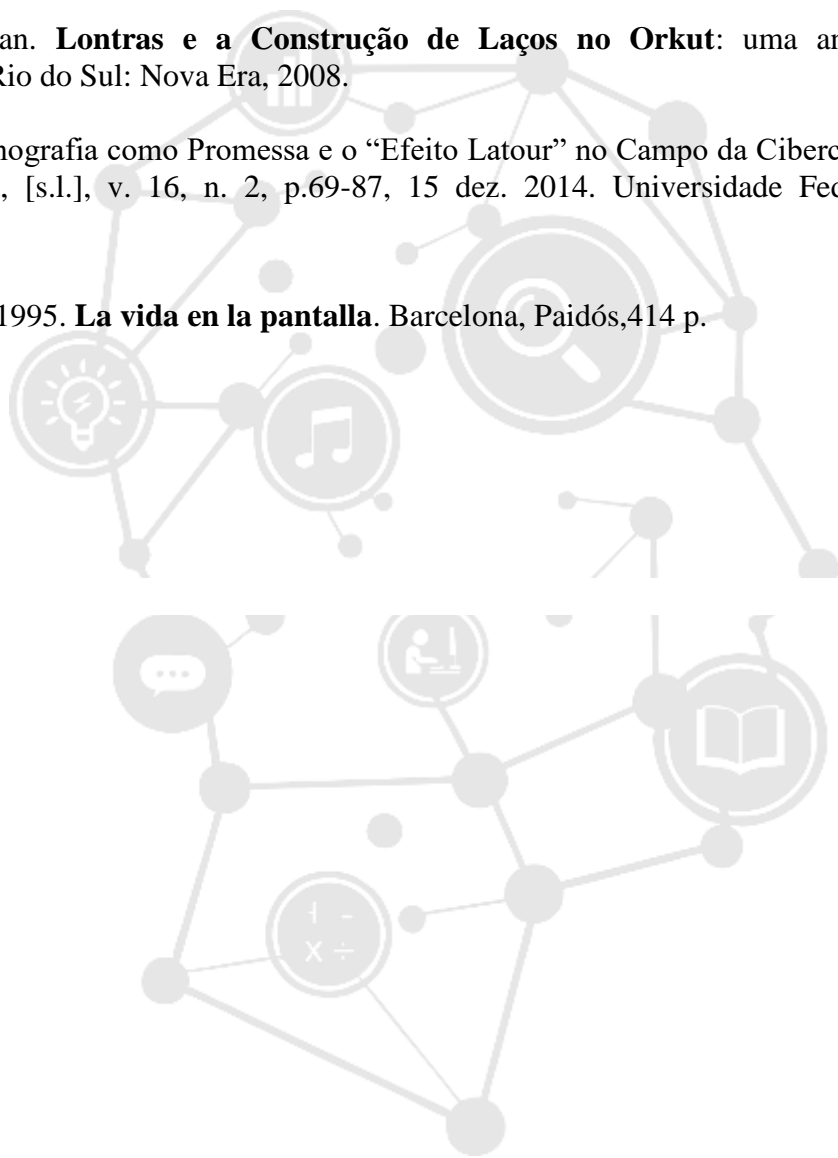 an. Lontras e a Construção de Laços no Orkut: uma an
Rio do Sul: Nova Era, 2008.
nografia como Promessa e o “Efeito Latour” no Campo da Ciberc
, [s.l.], v. 16, n. 2, p.69-87, 15 dez. 2014. Universidade Fed
1995. La vida en la pantalla. Barcelona, Paidós,414 p.